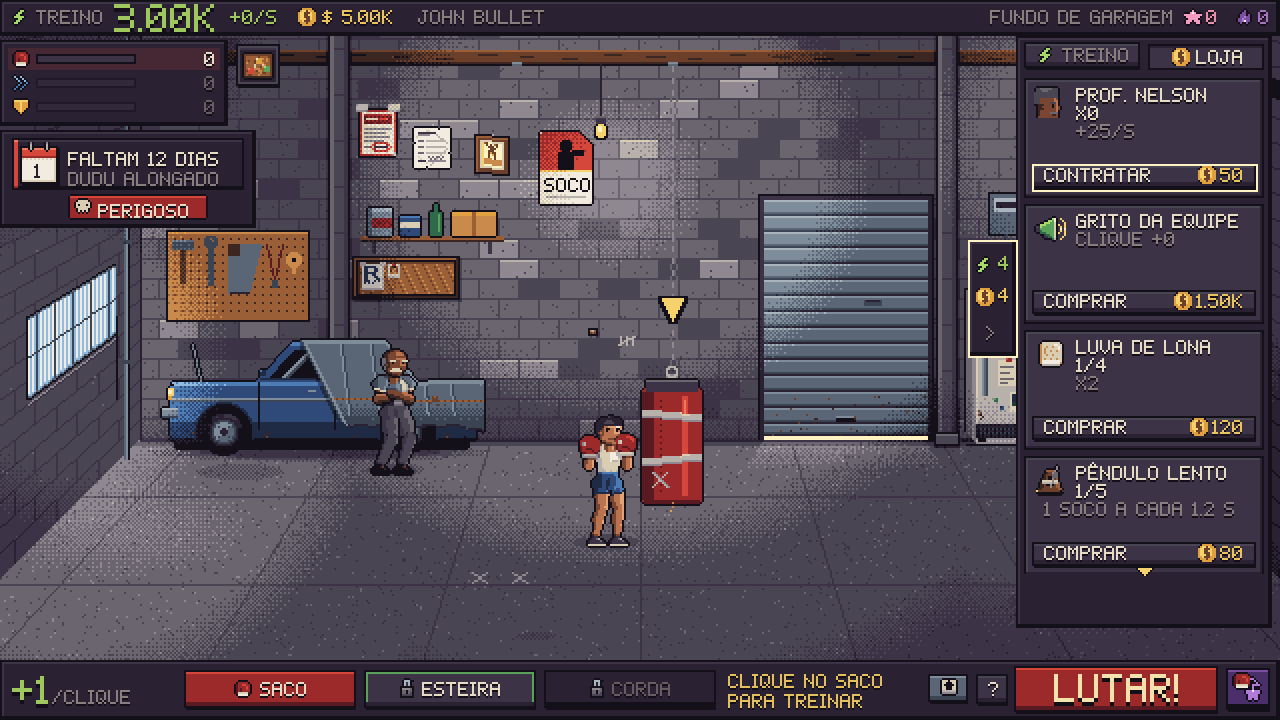 TREINO 3.00K +0/S $ 5.00K JOHN BULLET FUNDO DE GARAGEM 0 0
0
0
0
1 FALTAM 12 DIAS
DUDU ALONGADO
PERIGOSO
SOCO
R
TREINO LOJA
PROF. NELSON
X0
+25/S
CONTRATAR 50
GRITO DA EQUIPE
CLIQUE +0
COMPRAR 1.50K
4
4
>
LUVA DE LONA
1/4
X2
COMPRAR 120
PÊNDULO LENTO
1/5
1 SOCO A CADA 1.2 S
COMPRAR 80
+1/CLIQUE
SACO
ESTEIRA
CORDA
CLIQUE NO SACO
PARA TREINAR
?
LUTAR!